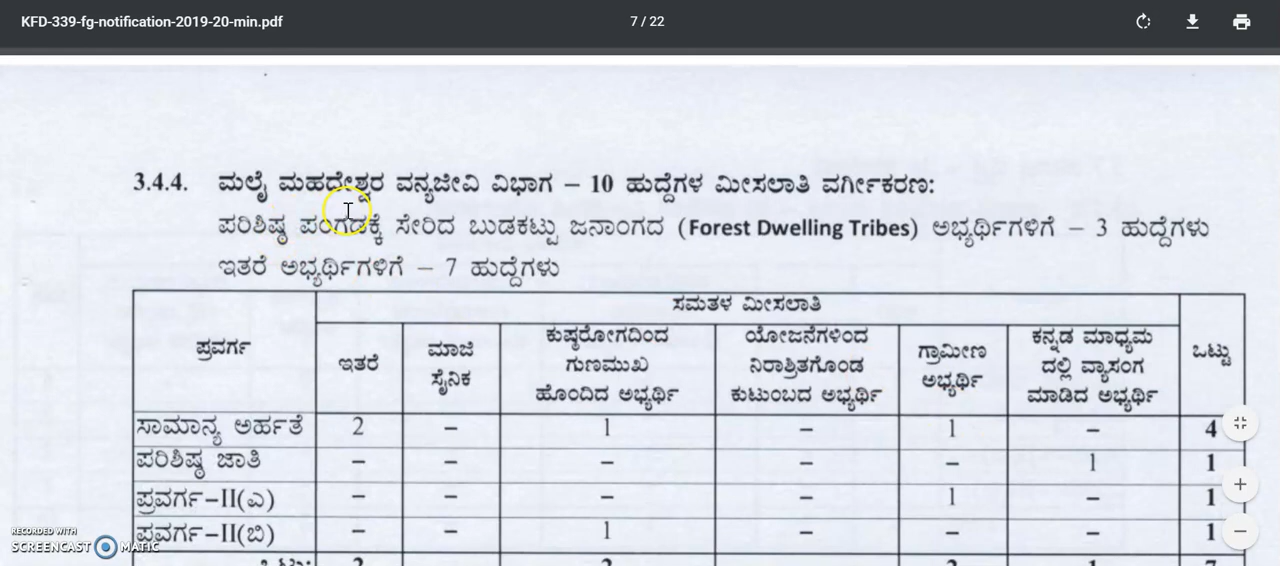 KFD-339-fg-notification-2019-20-min.pdf 7 / 22
3.4.4. ಮಲೈ ಮಹದೇಶ್ವರ ವನ್ಯಜೀವಿ ವಿಭಾಗ – 10 ಹುದ್ದೆಗಳ ಮೀಸಲಾತಿ ವರ್ಗೀಕರಣ:
ಪರಿಶಿಷ್ಠ ಪಂಗಡಕ್ಕೆ ಸೇರಿದ ಬುಡಕಟ್ಟು ಜನಾಂಗದ (Forest Dwelling Tribes) ಅಭ್ಯರ್ಥಿಗಳಿಗೆ – 3 ಹುದ್ದೆಗಳು
ಇತರೆ ಅಭ್ಯರ್ಥಿಗಳಿಗೆ – 7 ಹುದ್ದೆಗಳು
ಸಮತಳ ಮೀಸಲಾತಿ
ಪ್ರವರ್ಗ
ಇತರೆ
ಮಾಜಿ
ಸೈನಿಕ
ಕುಷ್ಠರೋಗದಿಂದ
ಗುಣಮುಖ
ಹೊಂದಿದ ಅಭ್ಯರ್ಥಿ
ಯೋಜನೆಗಳಿಂದ
ನಿರಾಶ್ರಿತಗೊಂಡ
ಕುಟುಂಬದ ಅಭ್ಯರ್ಥಿ
ಗ್ರಾಮೀಣ
ಅಭ್ಯರ್ಥಿ
ಕನ್ನಡ ಮಾಧ್ಯಮ
ದಲ್ಲಿ ವ್ಯಾಸಂಗ
ಮಾಡಿದ ಅಭ್ಯರ್ಥಿ
ಒಟ್ಟು
ಸಾಮಾನ್ಯ ಅರ್ಹತೆ 2 – 1 – 1 – 4
ಪರಿಶಿಷ್ಠ ಜಾತಿ – – – – – 1 1
ಪ್ರವರ್ಗ–II(ಎ) – – – – 1 – 1
ಪ್ರವರ್ಗ–II(ಬಿ) – – 1 – – – 1
RECORDED WITH
SCREENCAST MATIC